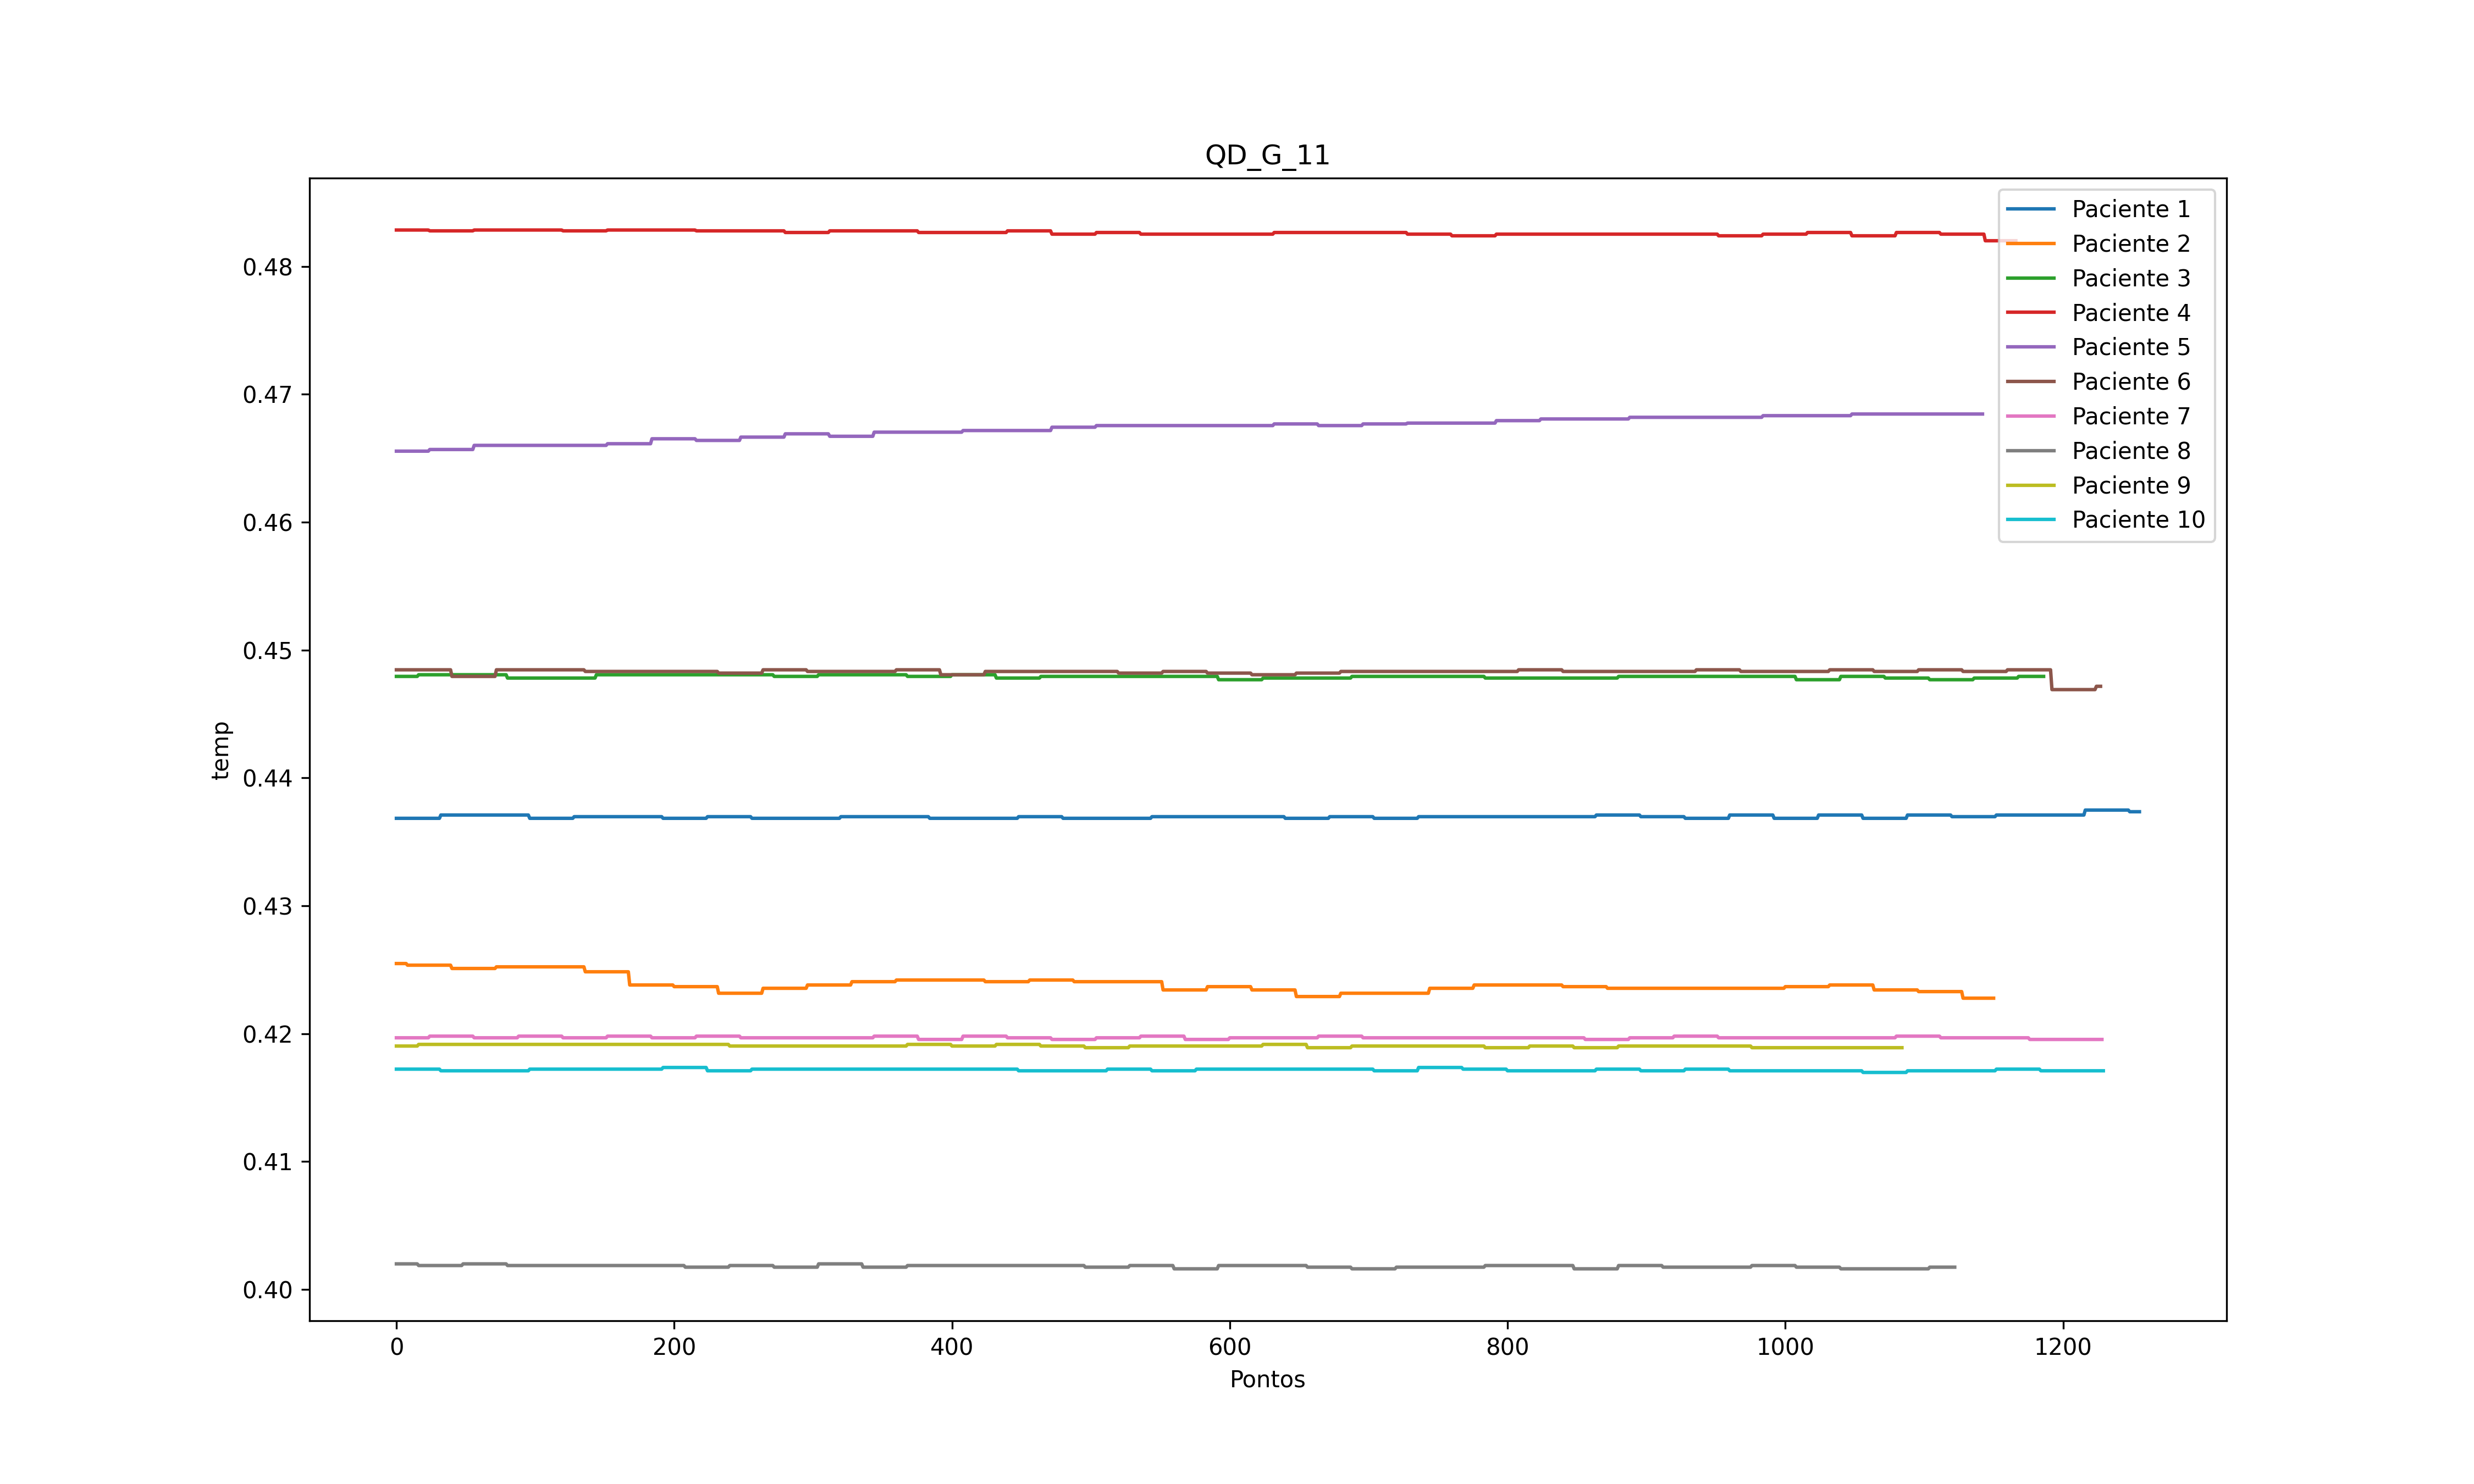 QD_G_11
Paciente 1
Paciente 2
Paciente 3
Paciente 4
Paciente 5
Paciente 6
Paciente 7
Paciente 8
Paciente 9
Paciente 10
temp
0.48
0.47
0.46
0.45
0.44
0.43
0.42
0.41
0.40
0 200 400 600 800 1000 1200
Pontos